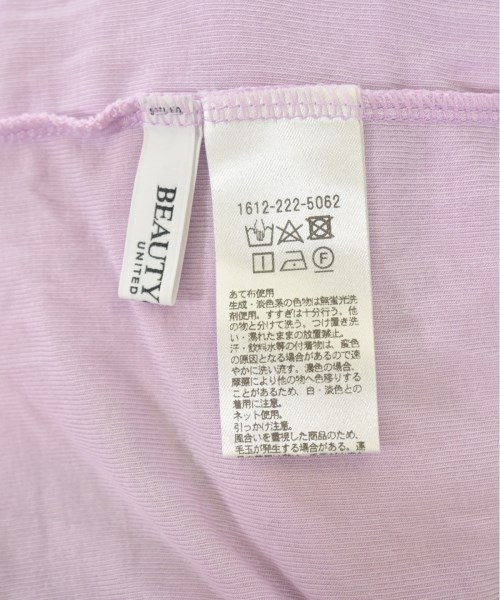 BEAUTY
UNITED
1612-222-5062
F
あて布使用
生成・淡色系の色物は無蛍光洗
剤使用。すすぎは十分行う。他
の物と分けて洗う。つけ置き洗
い・濡れたままの放置禁止。
汗・飲料水等の付着物は、変色
の原因となる場合があるので速
やかに洗い流す。濃色の場合、
摩擦により他の物へ色移りする
ことがあるため、白・淡色との
着用に注意。
ネット使用。
引っかけ注意。
風合いを重視した商品のため、
毛玉が発生する場合がある。連